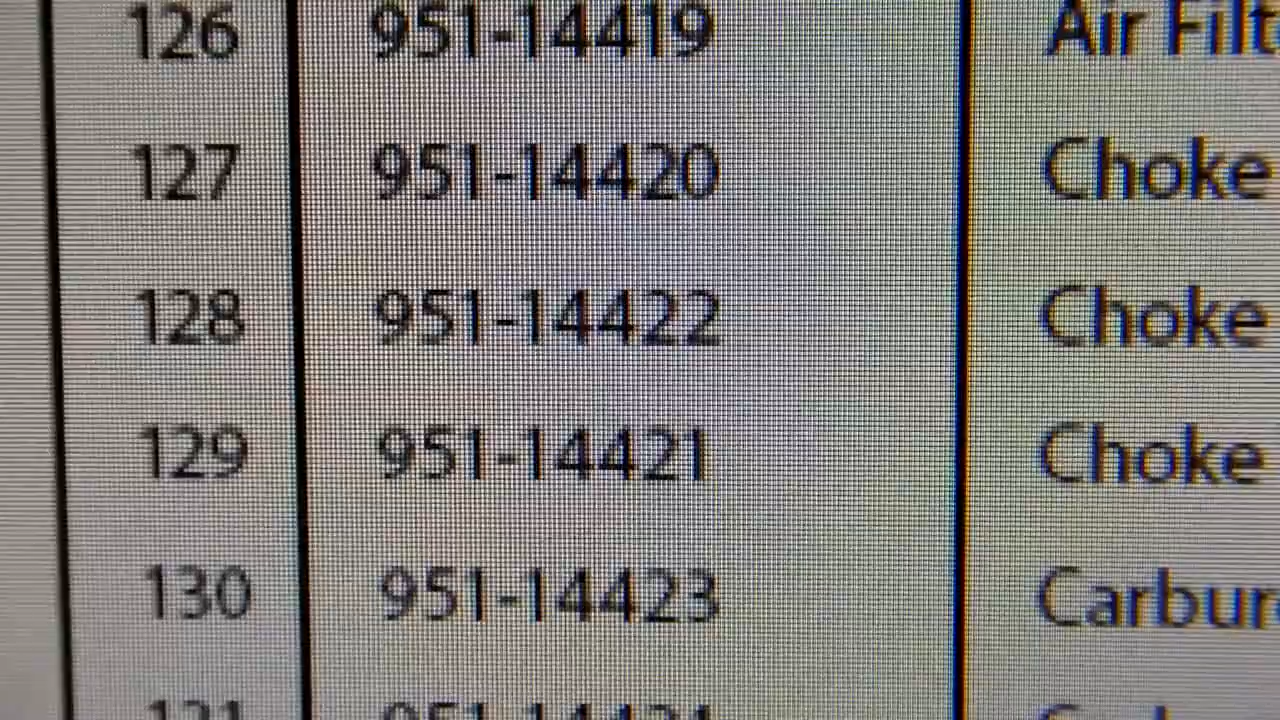 126 951-14419 Air Filt
127 951-14420 Choke
128 951-14422 Choke
129 951-14421 Choke
130 951-14423 Carbur